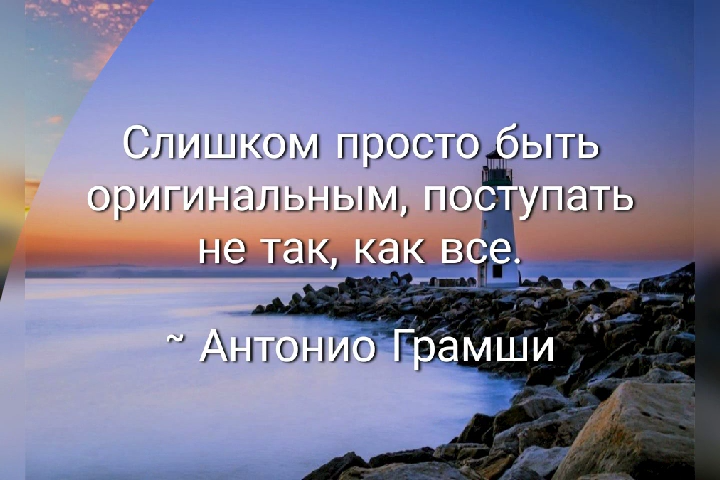 Слишком просто быть
оригинальным, поступать
не так, как все.
~ Антонио Грамши